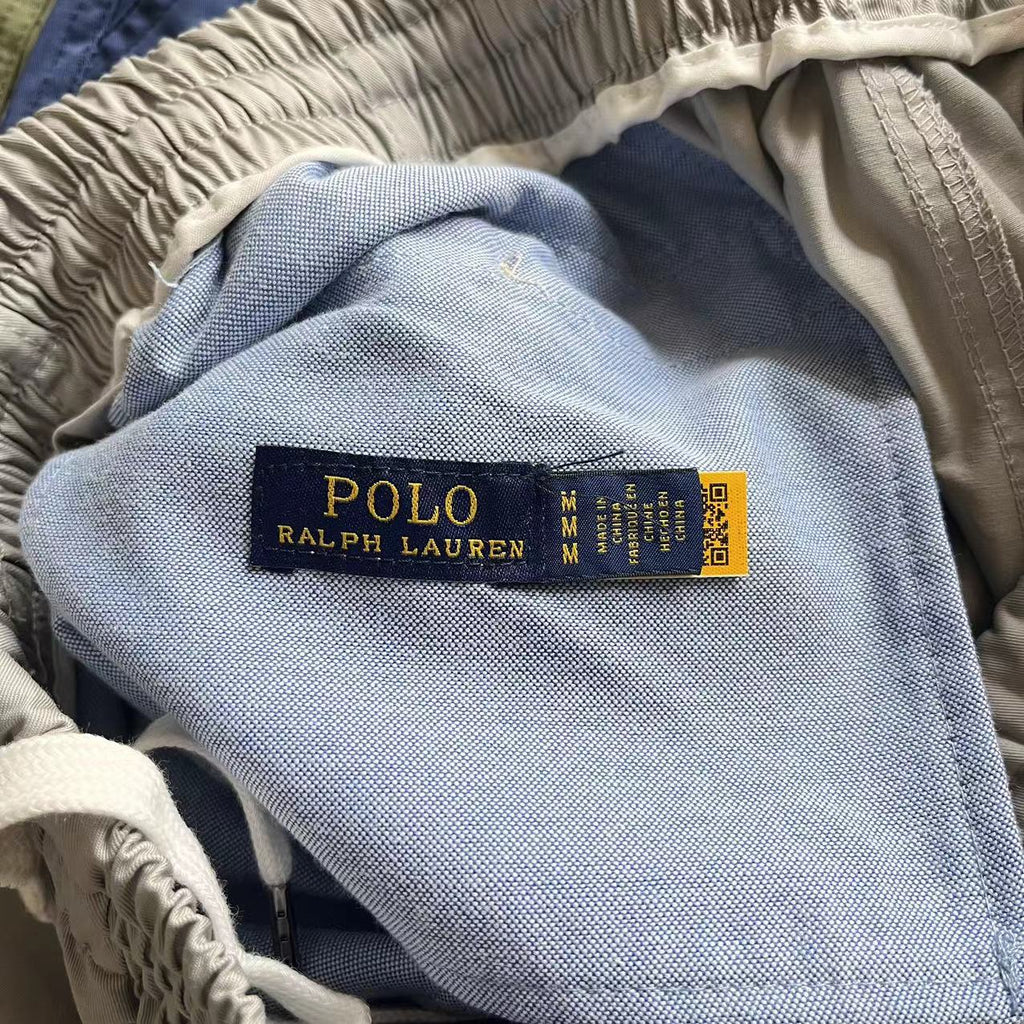 POLO
RALPH LAUREN
M
M
M
MADE IN
CHINA
FABRIQUÉ EN
CHINE
HECHO EN
CHINA